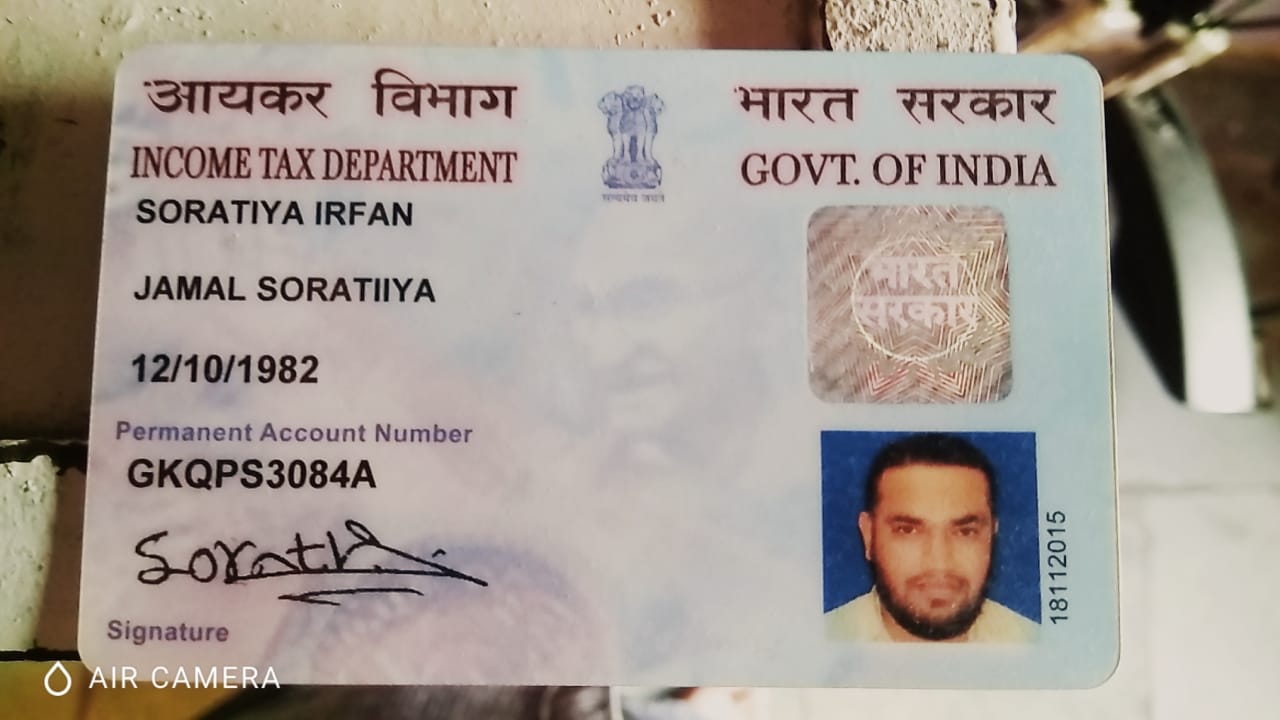 आयकर विभाग
INCOME TAX DEPARTMENT
भारत सरकार
GOVT. OF INDIA
सत्यमेव जयते
SORATIYA IRFAN
JAMAL SORATIIYA
12/10/1982
Permanent Account Number
GKQPS3084A
Signature
भारत
सरकार
18112015
AIR CAMERA